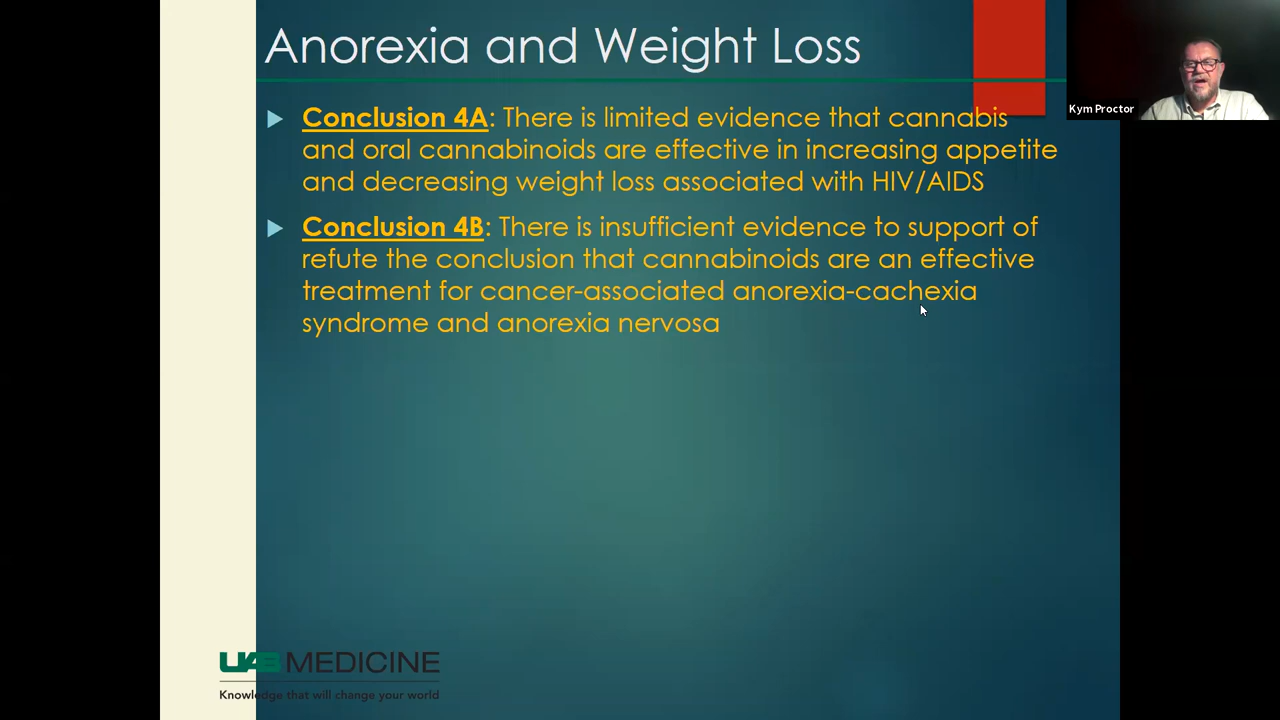 Anorexia and Weight Loss
Kym Proctor
Conclusion 4A: There is limited evidence that cannabis
and oral cannabinoids are effective in increasing appetite
and decreasing weight loss associated with HIV/AIDS
Conclusion 4B: There is insufficient evidence to support of
refute the conclusion that cannabinoids are an effective
treatment for cancer-associated anorexia-cachexia
syndrome and anorexia nervosa
UAB MEDICINE
Knowledge that will change your world